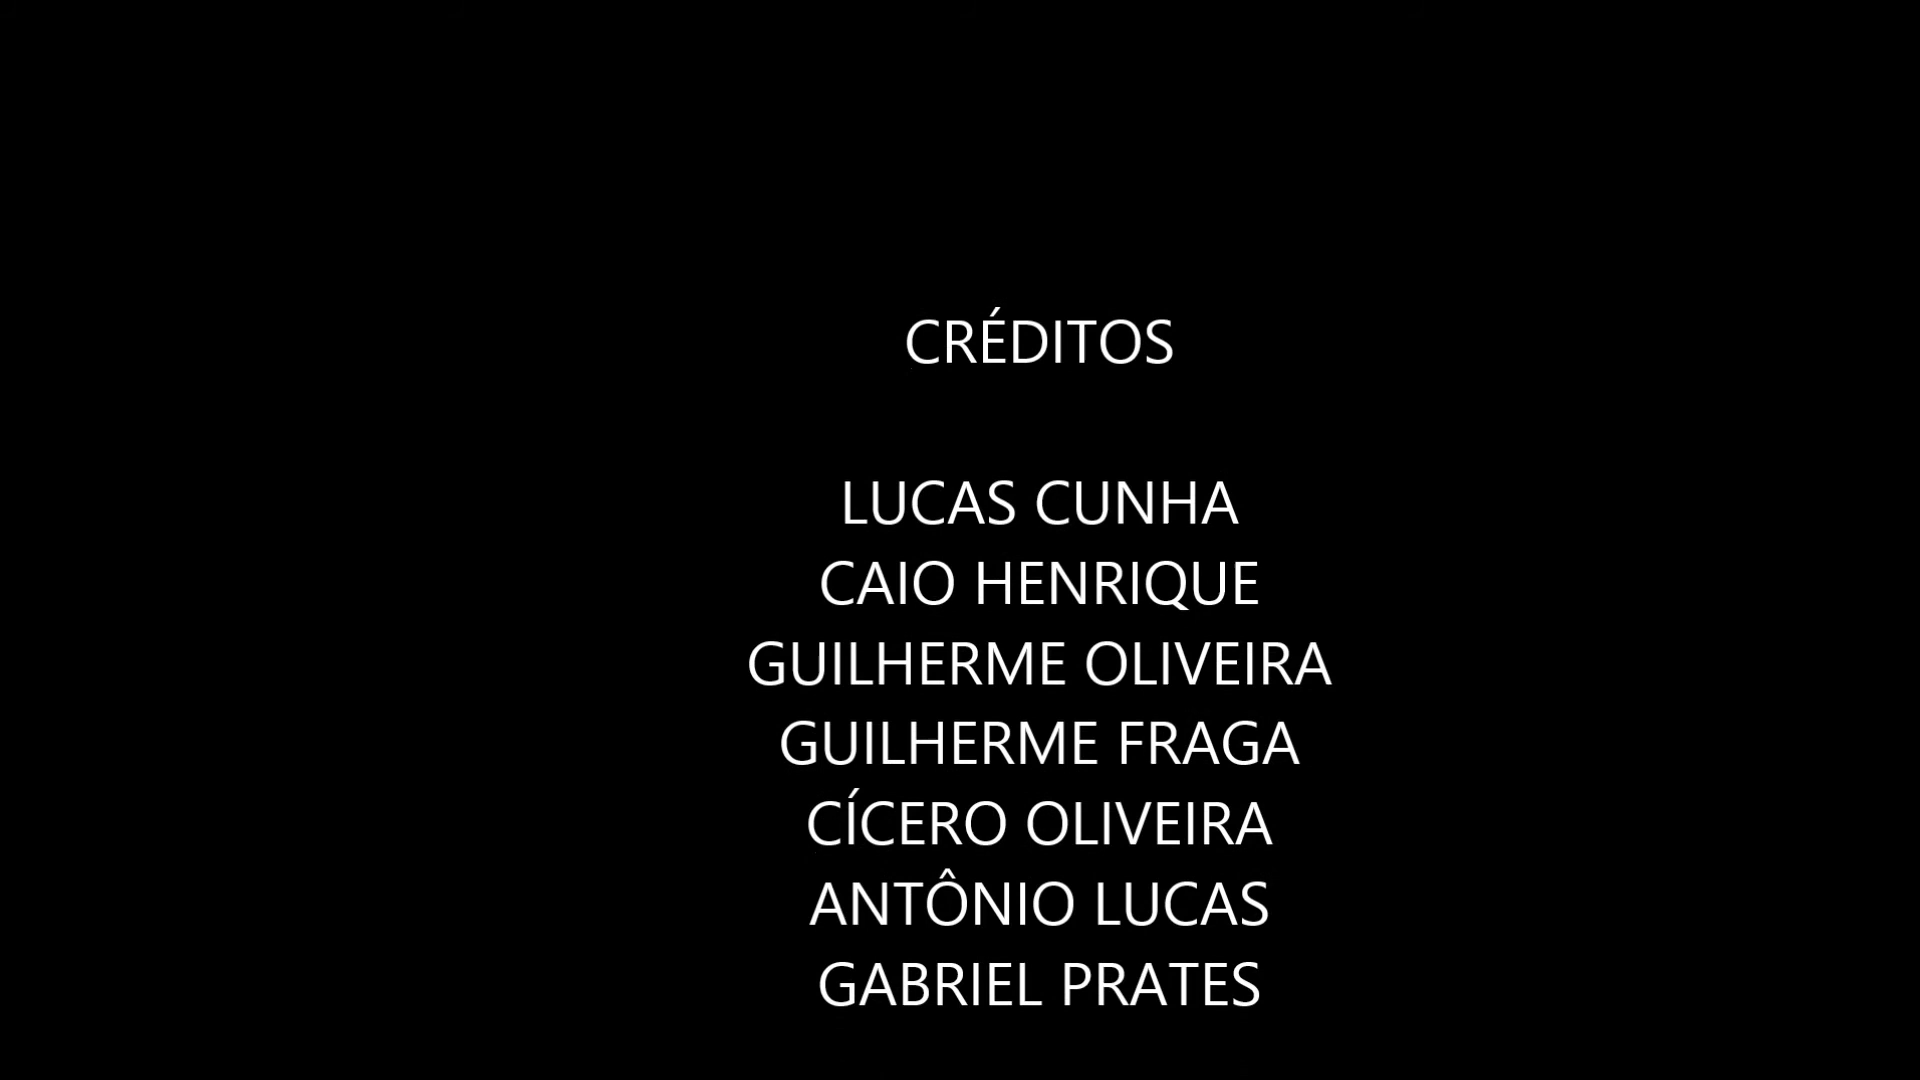 CRÉDITOS
LUCAS CUNHA
CAIO HENRIQUE
GUILHERME OLIVEIRA
GUILHERME FRAGA
CÍCERO OLIVEIRA
ANTÔNIO LUCAS
GABRIEL PRATES